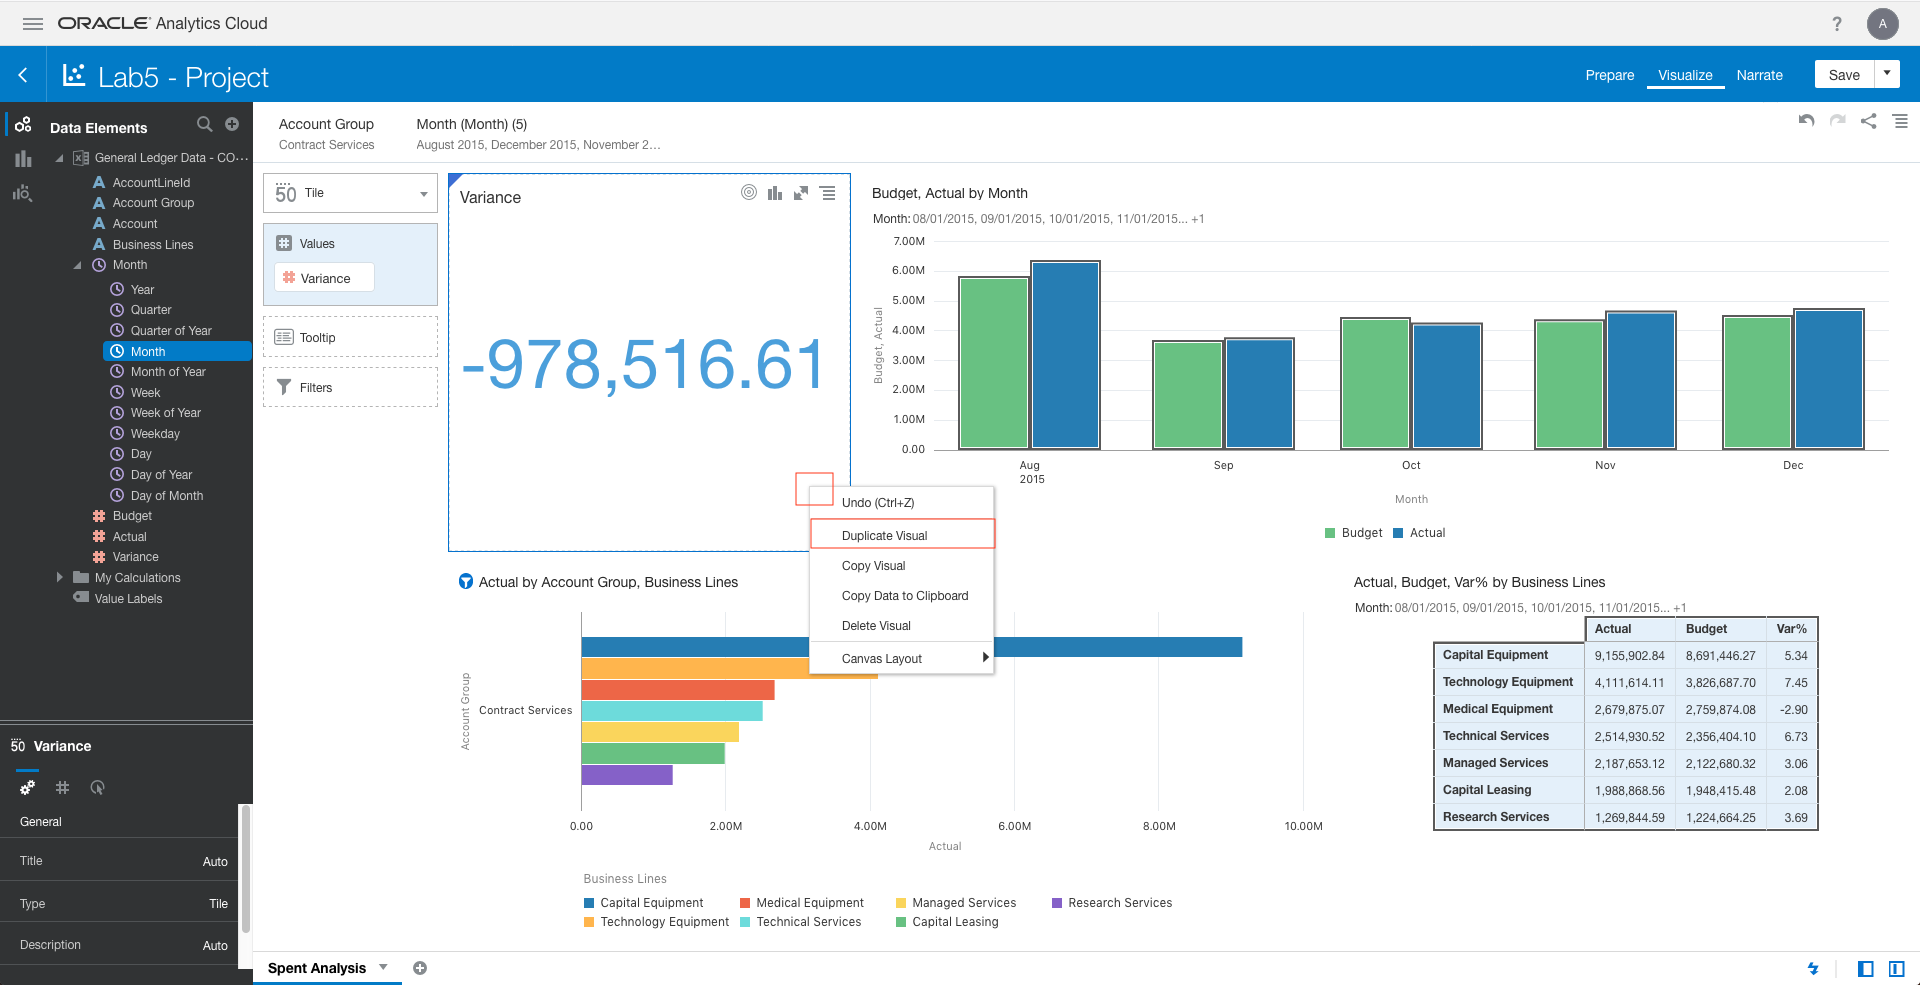 ORACLE Analytics Cloud
?
A
Lab5 - Project
Prepare
Visualize
Narrate
Save
Data Elements
General Ledger Data - CO...
AccountLineId
Account Group
Account
Business Lines
Month
Year
Quarter
Quarter of Year
Month
Month of Year
Week
Week of Year
Weekday
Day
Day of Year
Day of Month
Budget
Actual
Variance
My Calculations
Value Labels
50 Variance
General
Title Auto
Type Tile
Description Auto
Account Group
Contract Services
Month (Month) (5)
August 2015, December 2015, November 2...
50 Tile
Values
Variance
Tooltip
Filters
Variance
-978,516.61
Undo (Ctrl+Z)
Duplicate Visual
Copy Visual
Copy Data to Clipboard
Delete Visual
Canvas Layout
Budget, Actual by Month
Month: 08/01/2015, 09/01/2015, 10/01/2015, 11/01/2015... +1
Budget, Actual
7.00M
6.00M
5.00M
4.00M
3.00M
2.00M
1.00M
0.00
Aug Sep Oct Nov Dec
2015
Month
Budget Actual
Actual by Account Group, Business Lines
Account Group
Contract Services
0.00 2.00M 4.00M 6.00M 8.00M 10.00M
Actual
Business Lines
Capital Equipment Medical Equipment Managed Services Research Services
Technology Equipment Technical Services Capital Leasing
Actual, Budget, Var% by Business Lines
Month: 08/01/2015, 09/01/2015, 10/01/2015, 11/01/2015... +1
Actual Budget Var%
Capital Equipment 9,155,902.84 8,691,446.27 5.34
Technology Equipment 4,111,614.11 3,826,687.70 7.45
Medical Equipment 2,679,875.07 2,759,874.08 -2.90
Technical Services 2,514,930.52 2,356,404.10 6.73
Managed Services 2,187,653.12 2,122,680.32 3.06
Capital Leasing 1,988,868.56 1,948,415.48 2.08
Research Services 1,269,844.59 1,224,664.25 3.69
Spent Analysis